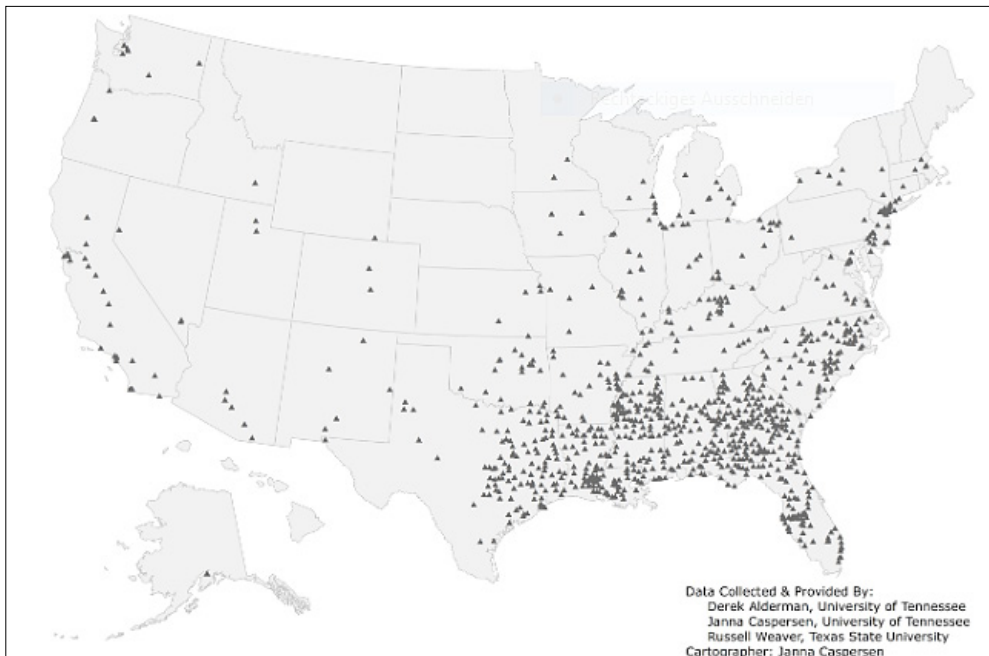 Rechteckiges Ausschneiden
Data Collected & Provided By:
Derek Alderman, University of Tennessee
Janna Caspersen, University of Tennessee
Russell Weaver, Texas State University
Cartographer: Janna Caspersen